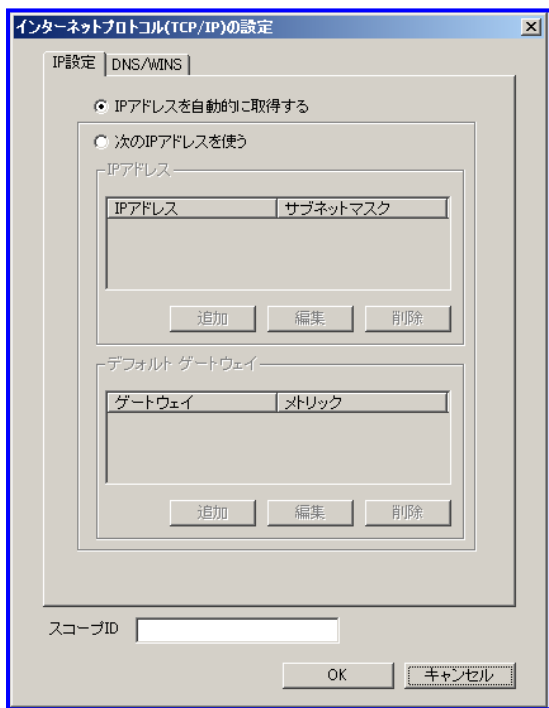 インターネットプロトコル(TCP/IP)の設定
IP設定 DNS/WINS
IPアドレスを自動的に取得する
次のIPアドレスを使う
IPアドレス
IPアドレス サブネットマスク
追加 編集 削除
デフォルト ゲートウェイ
ゲートウェイ メトリック
追加 編集 削除
スコープID
OK キャンセル